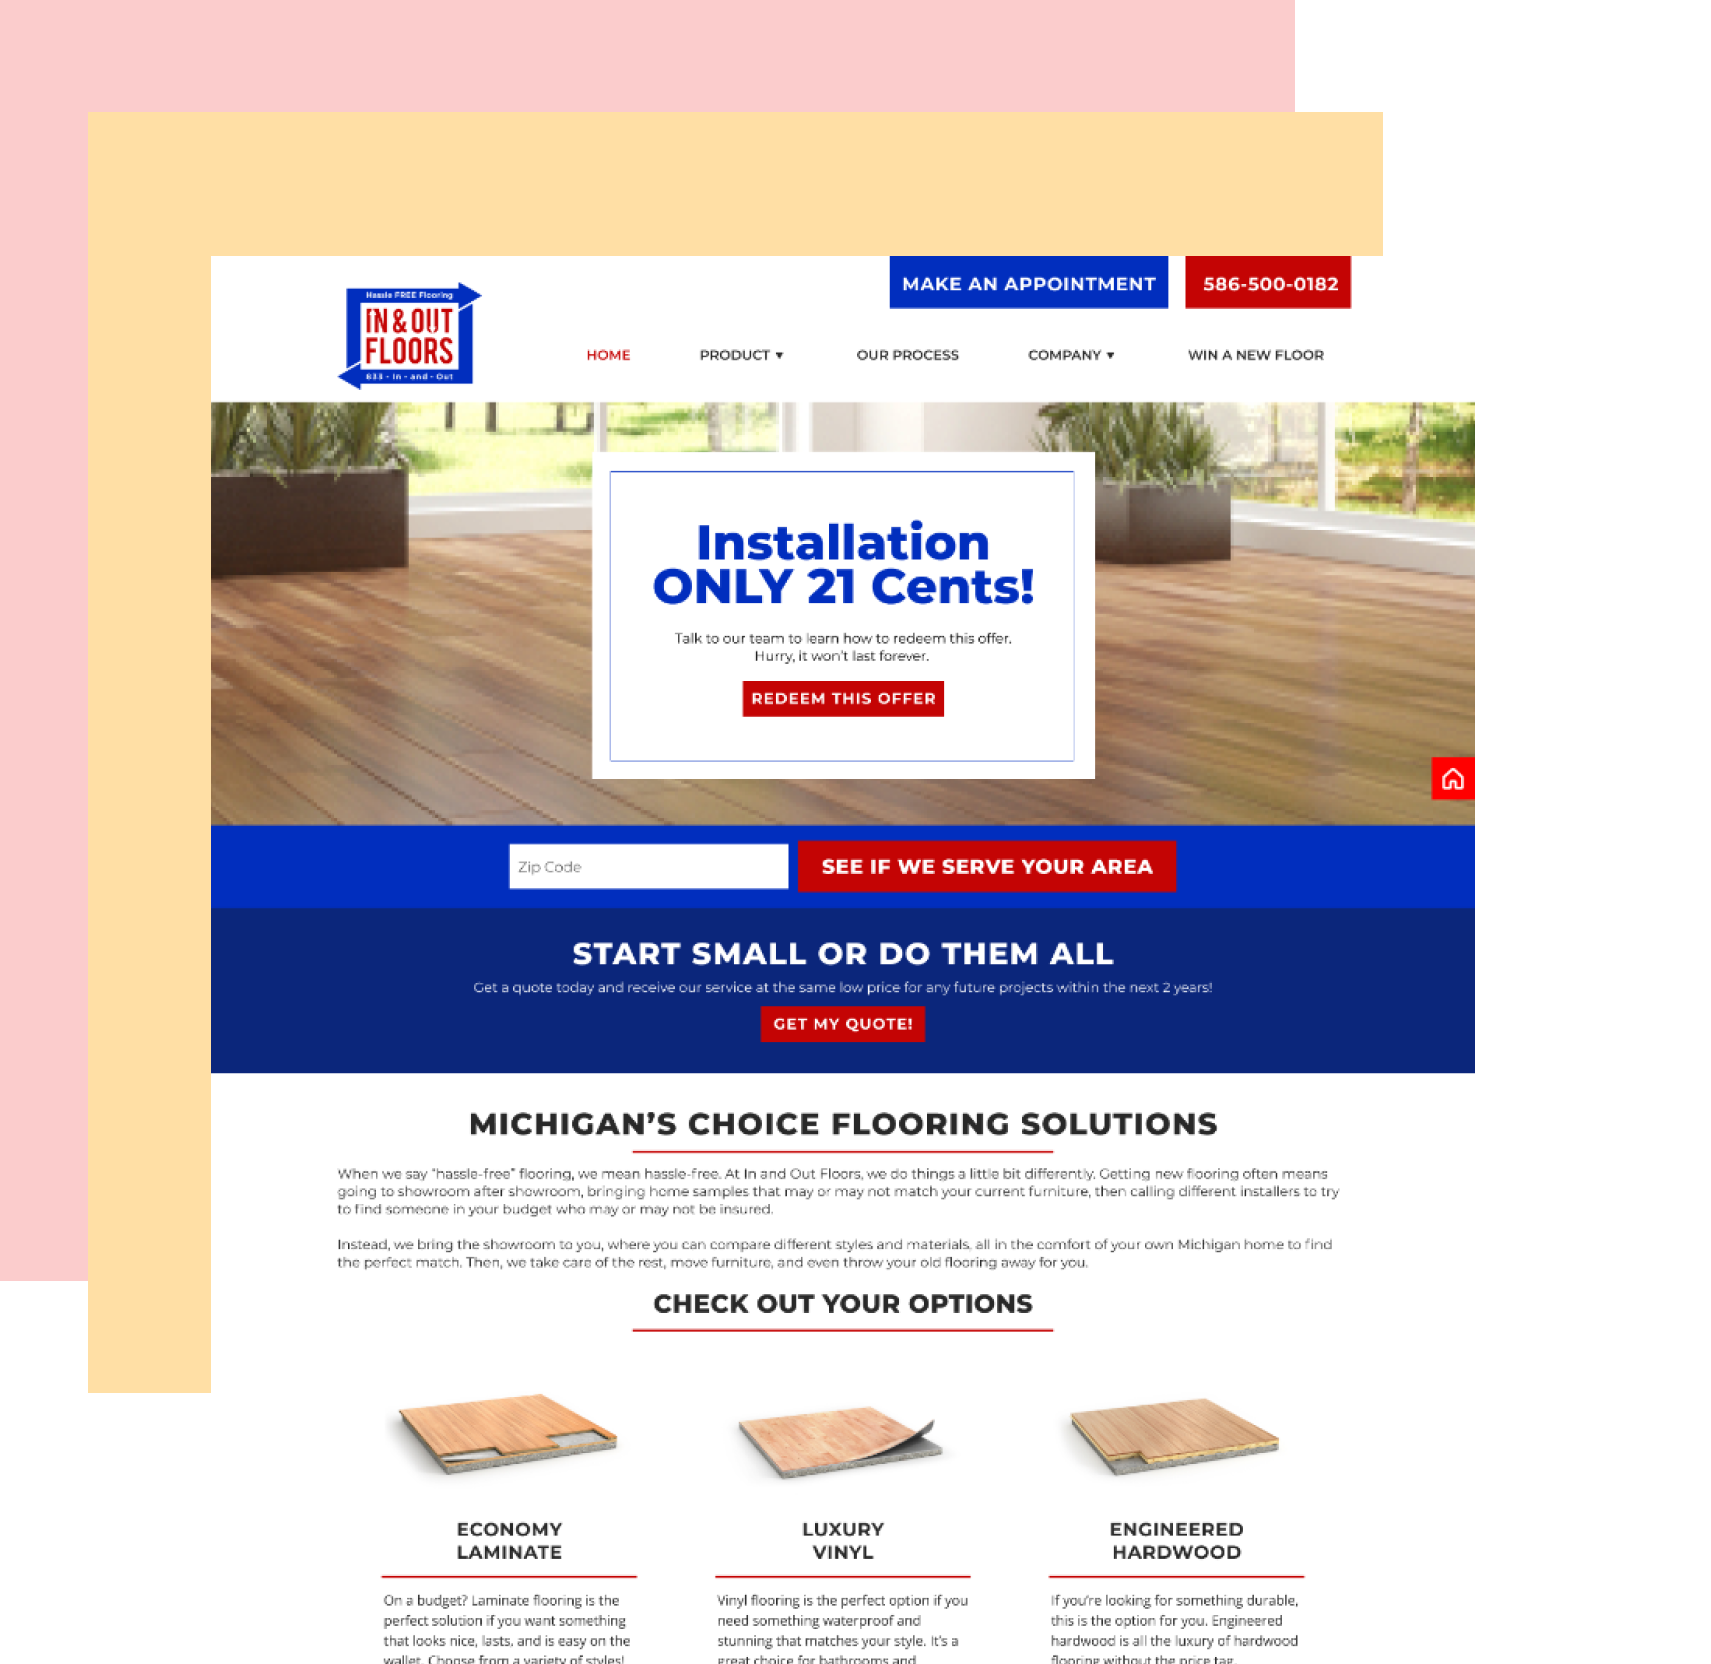 MAKE AN APPOINTMENT
586-500-0182
Hassle FREE Flooring
IN & OUT
FLOORS
833 - In - and - Out
HOME
PRODUCT ▼
OUR PROCESS
COMPANY ▼
WIN A NEW FLOOR
Installation
ONLY 21 Cents!
Talk to our team to learn how to redeem this offer.
Hurry, it won't last forever.
REDEEM THIS OFFER
Zip Code
SEE IF WE SERVE YOUR AREA
START SMALL OR DO THEM ALL
Get a quote today and receive our service at the same low price for any future projects within the next 2 years!
GET MY QUOTE!
MICHIGAN'S CHOICE FLOORING SOLUTIONS
When we say "hassle-free" flooring, we mean hassle-free. At In and Out Floors, we do things a little bit differently. Getting new flooring often means
going to showroom after showroom, bringing home samples that may or may not match your current furniture, then calling different installers to try
to find someone in your budget who may or may not be insured.
Instead, we bring the showroom to you, where you can compare different styles and materials, all in the comfort of your own Michigan home to find
the perfect match. Then, we take care of the rest, move furniture, and even throw your old flooring away for you.
CHECK OUT YOUR OPTIONS
ECONOMY
LAMINATE
On a budget? Laminate flooring is the
perfect solution if you want something
that looks nice, lasts, and is easy on the
wallet. Choose from a variety of styles!
LUXURY
VINYL
Vinyl flooring is the perfect option if you
need something waterproof and
stunning that matches your style. It's a
great choice for bathrooms and
ENGINEERED
HARDWOOD
If you're looking for something durable,
this is the option for you. Engineered
hardwood is all the luxury of hardwood
flooring without the price tag.